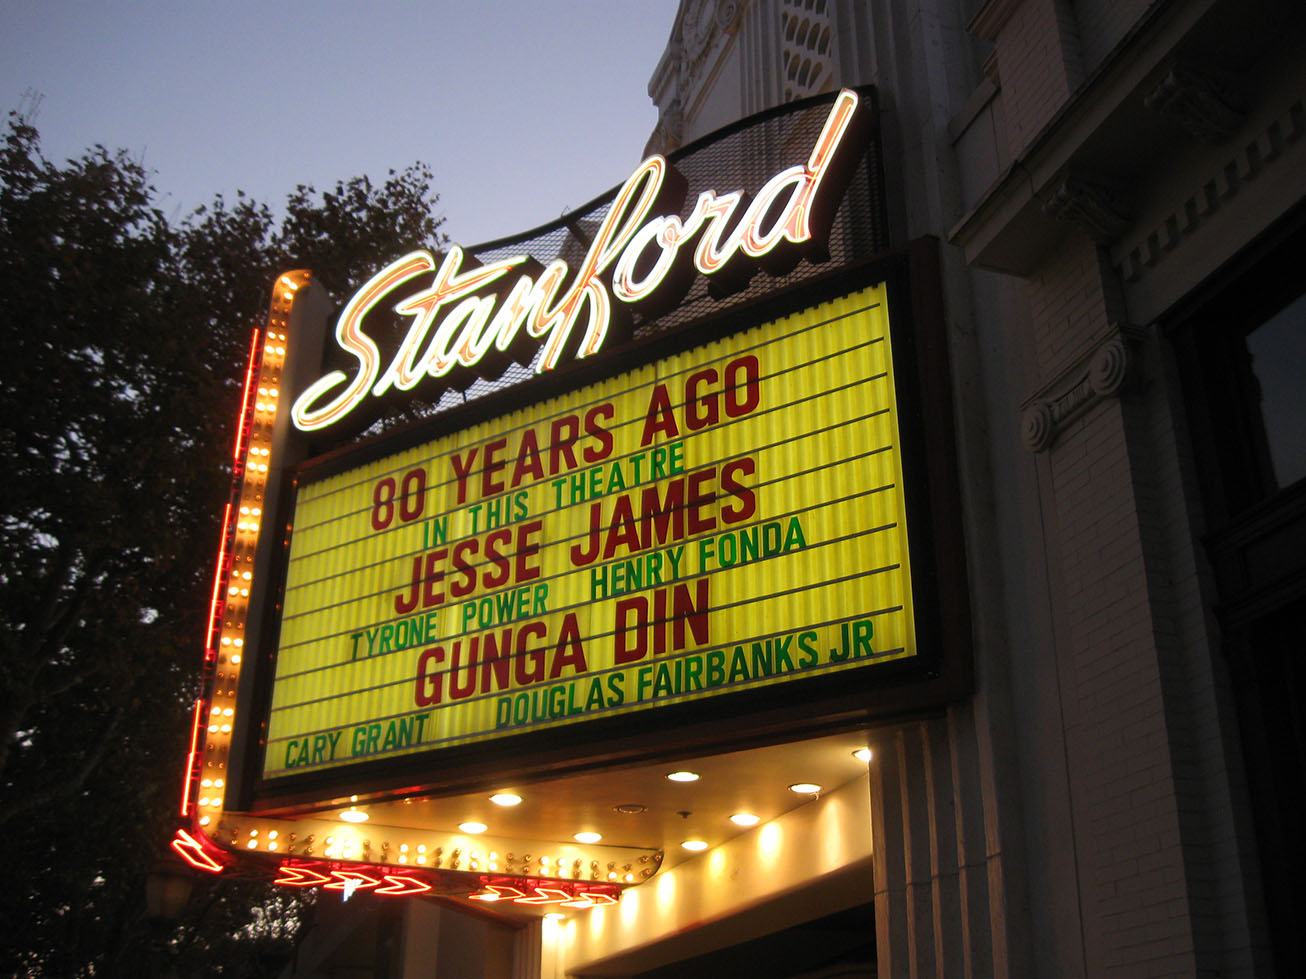 Stanford
80 YEARS AGO
IN THIS THEATRE
JESSE JAMES
TYRONE POWER HENRY FONDA
GUNGA DIN
CARY GRANT DOUGLAS FAIRBANKS JR